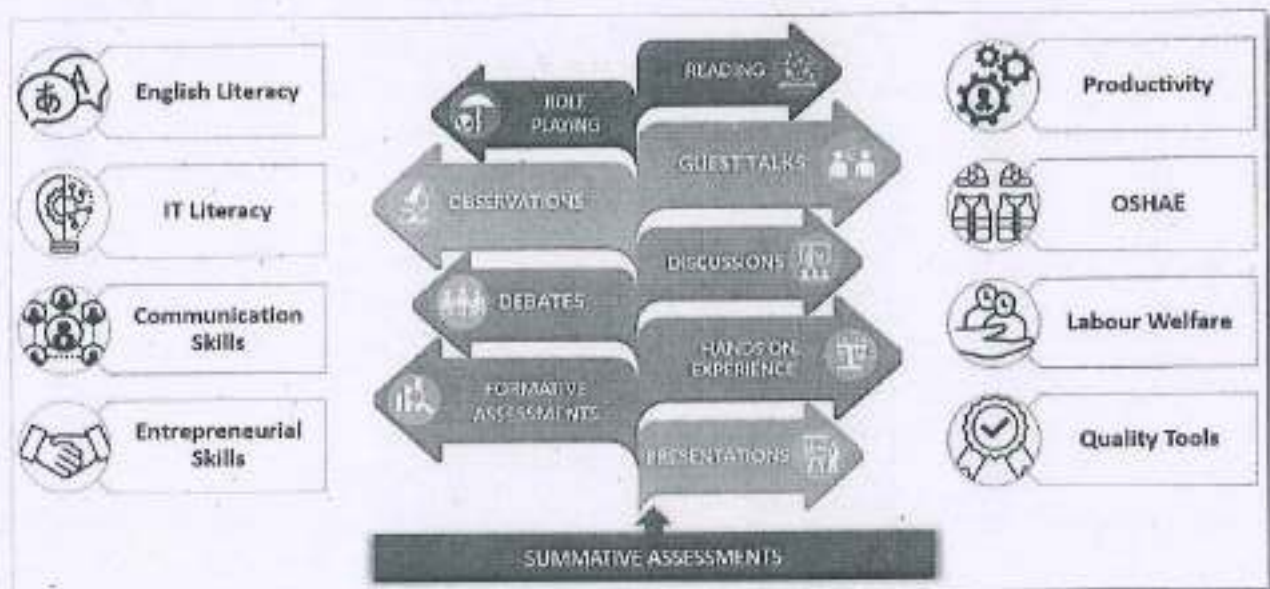 English Literacy
IT Literacy
Communication
Skills
Entrepreneurial
Skills
READING
ROLE
PLAYING
GUEST TALKS
OBSERVATIONS
DISCUSSIONS
DEBATES
HANDS ON
EXPERIENCE
FORMATIVE
ASSESSMENTS
PRESENTATIONS
SUMMATIVE ASSESSMENTS
Productivity
OSHAE
Labour Welfare
Quality Tools
あ A